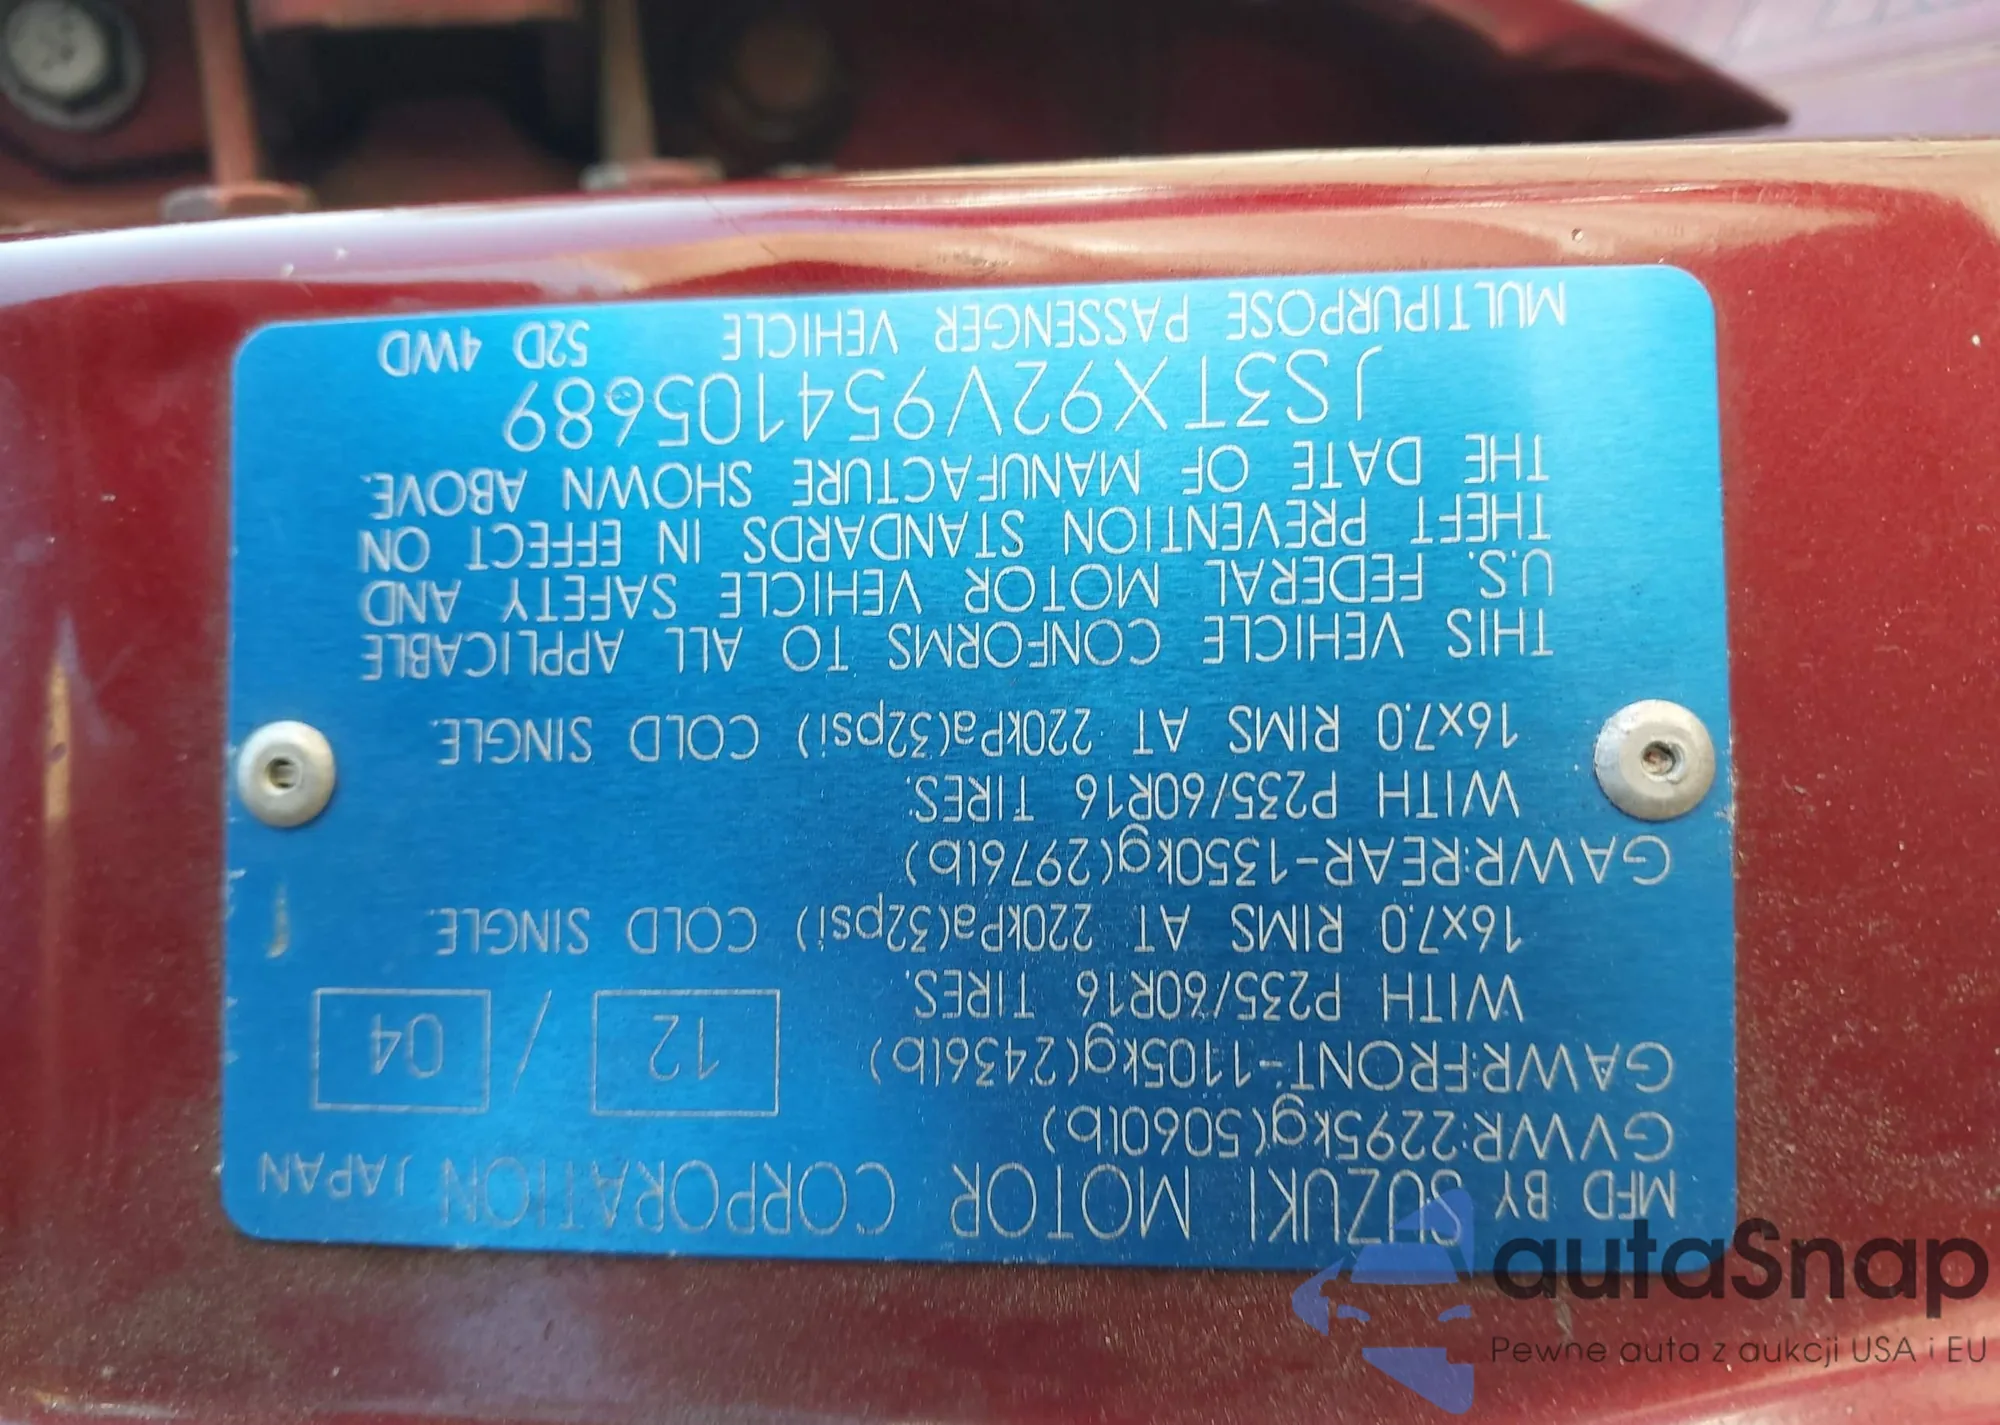 MFD BY SUZUKI MOTOR CORPORATION JAPAN
GVWR:2295kg(5060lb)
GAWR:FRONT-1105kg(2436lb)
12 / 04
WITH P235/60R16 TIRES.
16x7.0 RIMS AT 220kPa(32psi) COLD SINGLE.
GAWR:REAR-1350kg(2976lb)
WITH P235/60R16 TIRES.
16x7.0 RIMS AT 220kPa(32psi) COLD SINGLE.
THIS VEHICLE CONFORMS TO ALL APPLICABLE
U.S. FEDERAL MOTOR VEHICLE SAFETY AND
THEFT PREVENTION STANDARDS IN EFFECT ON
THE DATE OF MANUFACTURE SHOWN ABOVE.
JS3TX92V954105689
MULTIPURPOSE PASSENGER VEHICLE 52D 4WD
autaSnap
Pewne auta z aukcji USA i EU